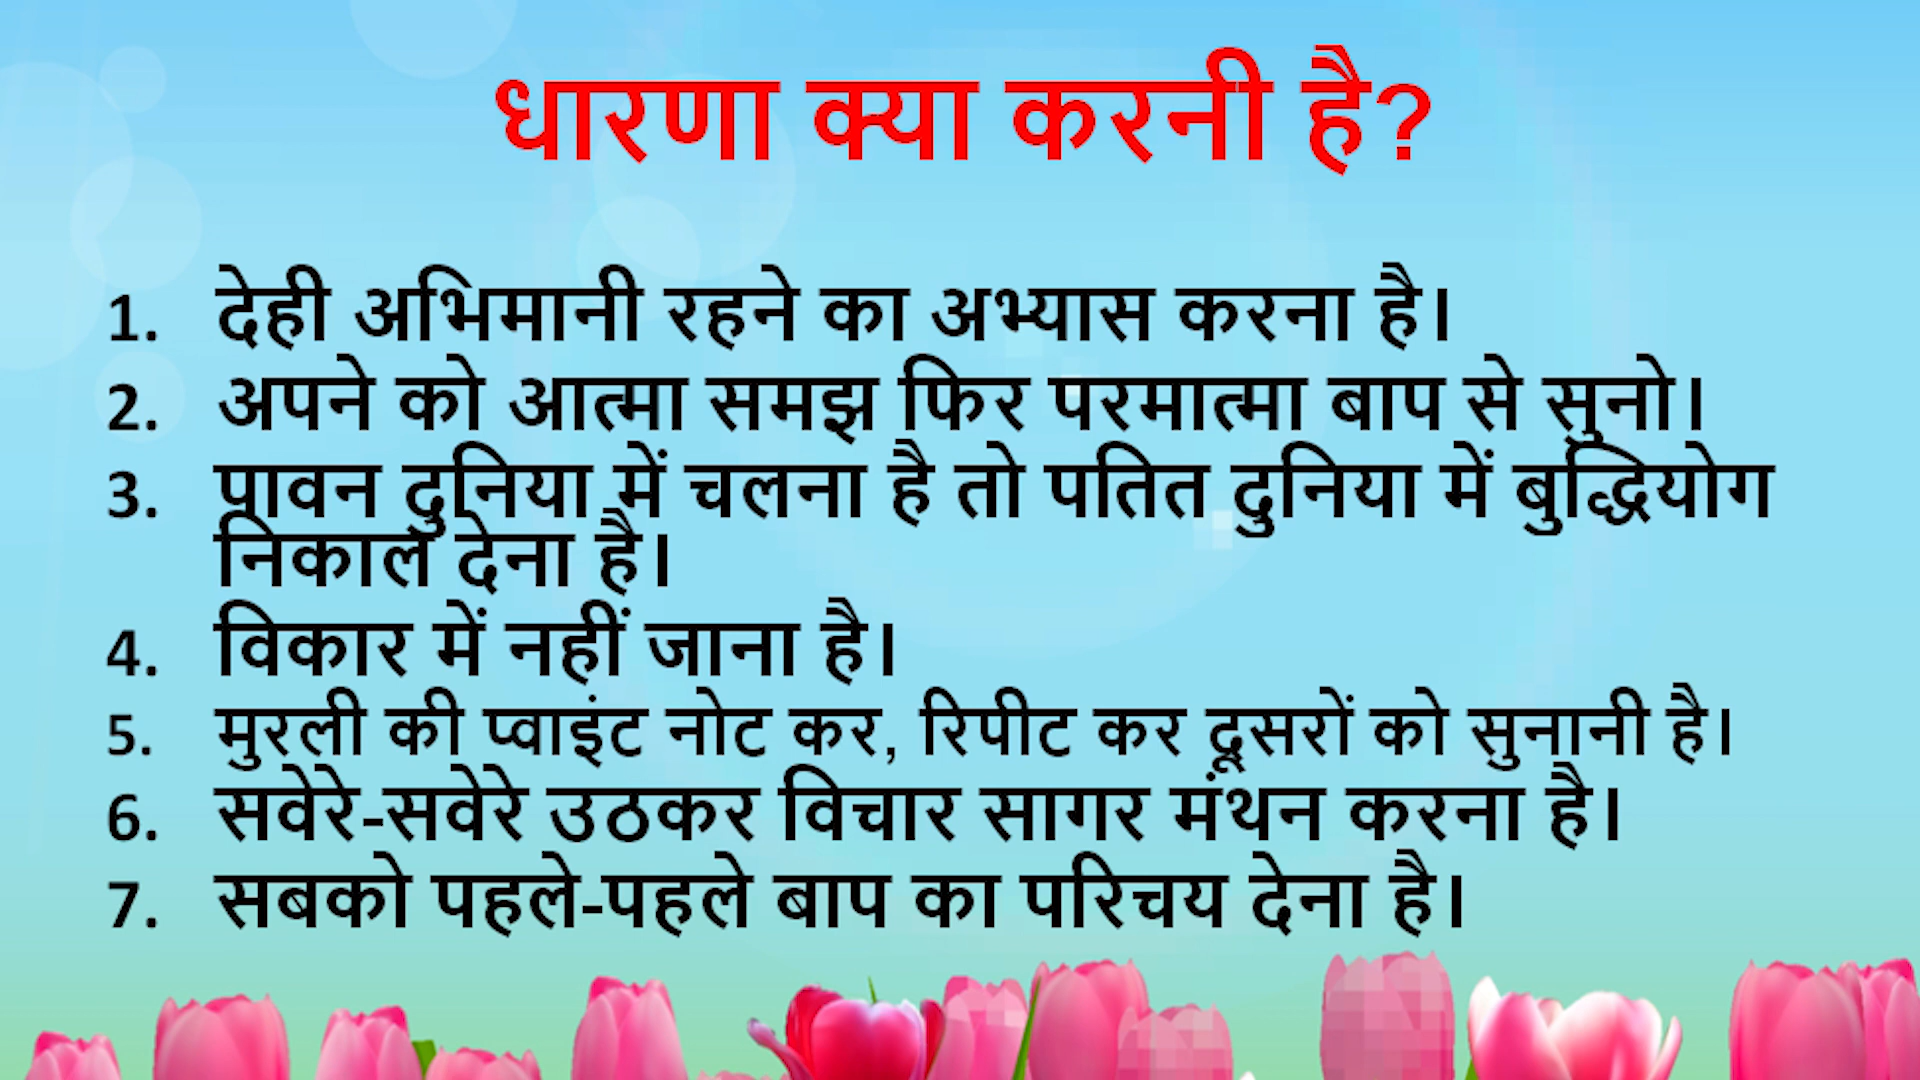 धारणा क्या करनी है?
1. देही अभिमानी रहने का अभ्यास करना है।
2. अपने को आत्मा समझ फिर परमात्मा बाप से सुनो।
3. पावन दुनिया में चलना है तो पतित दुनिया में बुद्धियोग
निकाल देना है।
4. विकार में नहीं जाना है।
5. मुरली की प्वाइंट नोट कर, रिपीट कर दूसरों को सुनानी है।
6. सवेरे-सवेरे उठकर विचार सागर मंथन करना है।
7. सबको पहले-पहले बाप का परिचय देना है।